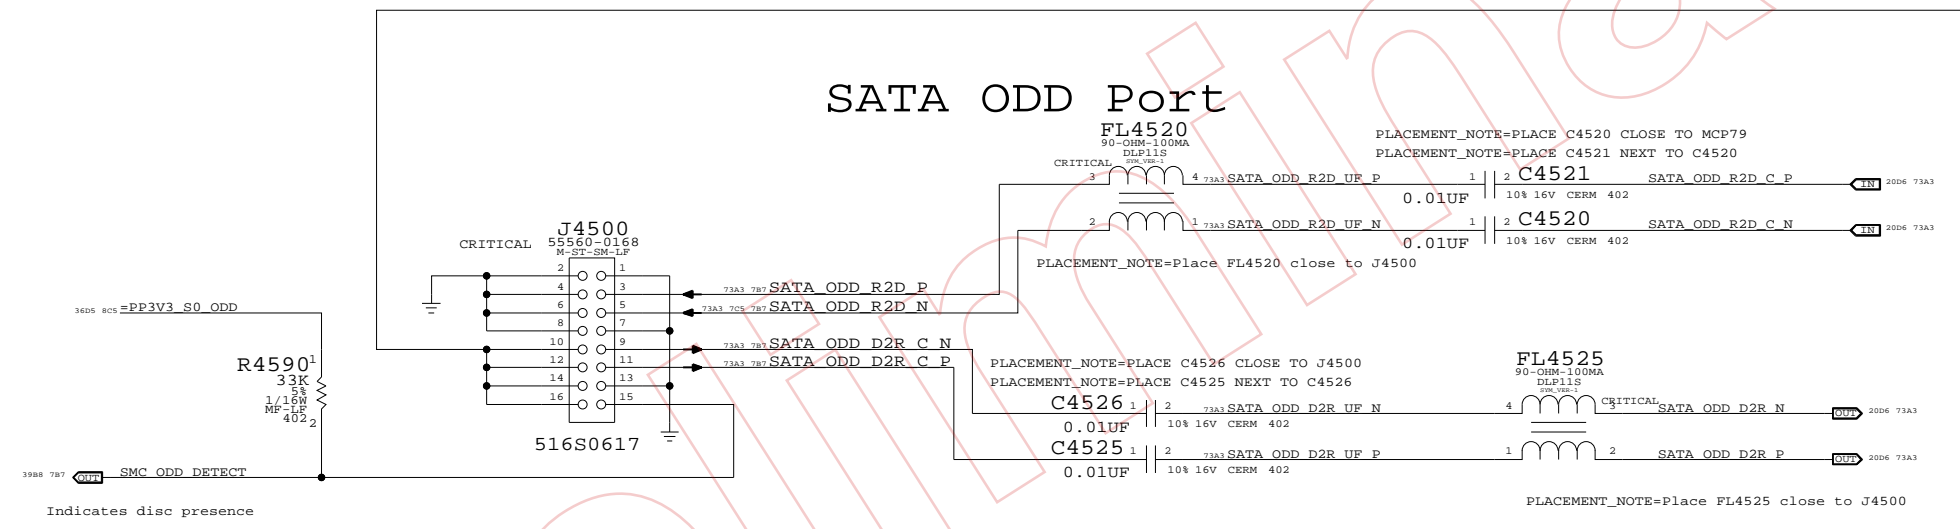 SATA ODD Port
FL4520
90-OHM-100MA
DLP11S
SYM_VER-1
CRITICAL
3
4
73A3 SATA_ODD_R2D_UF_P
2
1
73A3 SATA_ODD_R2D_UF_N
PLACEMENT_NOTE=PLACE C4520 CLOSE TO MCP79
PLACEMENT_NOTE=PLACE C4521 NEXT TO C4520
1
2
C4521
0.01UF
10% 16V CERM 402
SATA_ODD_R2D_C_P
IN
20D6 73A3
1
2
C4520
0.01UF
10% 16V CERM 402
SATA_ODD_R2D_C_N
IN
20D6 73A3
PLACEMENT_NOTE=Place FL4520 close to J4500
J4500
55560-0168
M-ST-SM-LF
CRITICAL
2
1
4
3
6
5
8
7
10
9
12
11
14
13
16
15
516S0617
73A3 7B7 SATA_ODD_R2D_P
73A3 7C5 7B7 SATA_ODD_R2D_N
73A3 7B7 SATA_ODD_D2R_C_N
73A3 7B7 SATA_ODD_D2R_C_P
36D5 8C5 =PP3V3_S0_ODD
R4590
1
33K
5%
1/16W
MF-LF
402
2
39B8 7B7 OUT SMC_ODD_DETECT
Indicates disc presence
PLACEMENT_NOTE=PLACE C4526 CLOSE TO J4500
PLACEMENT_NOTE=PLACE C4525 NEXT TO C4526
C4526
1
2
0.01UF
10% 16V CERM 402
73A3 SATA_ODD_D2R_UF_N
C4525
1
2
0.01UF
10% 16V CERM 402
73A3 SATA_ODD_D2R_UF_P
FL4525
90-OHM-100MA
DLP11S
SYM_VER-1
CRITICAL
4
3
SATA_ODD_D2R_N
OUT
20D6 73A3
1
2
SATA_ODD_D2R_P
OUT
20D6 73A3
PLACEMENT_NOTE=Place FL4525 close to J4500